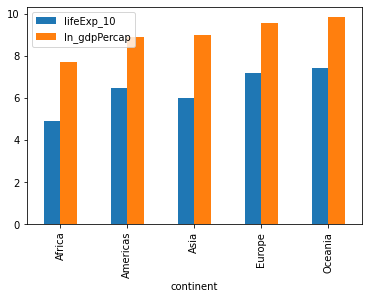 lifeExp_10
ln_gdpPercap
10
8
6
4
2
0
Africa
Americas
Asia
Europe
Oceania
continent